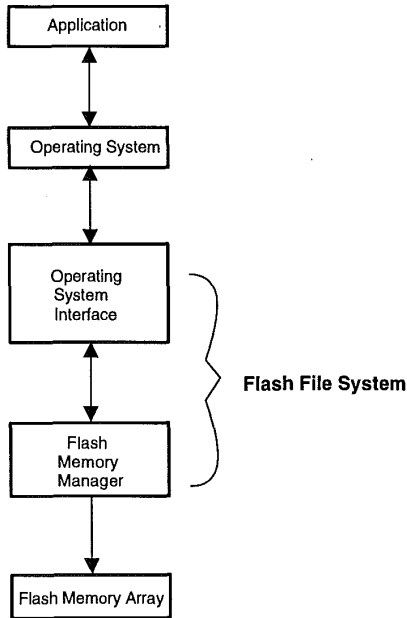 Application
Operating System
Operating
System
Interface
Flash File System
Flash
Memory
Manager
Flash Memory Array